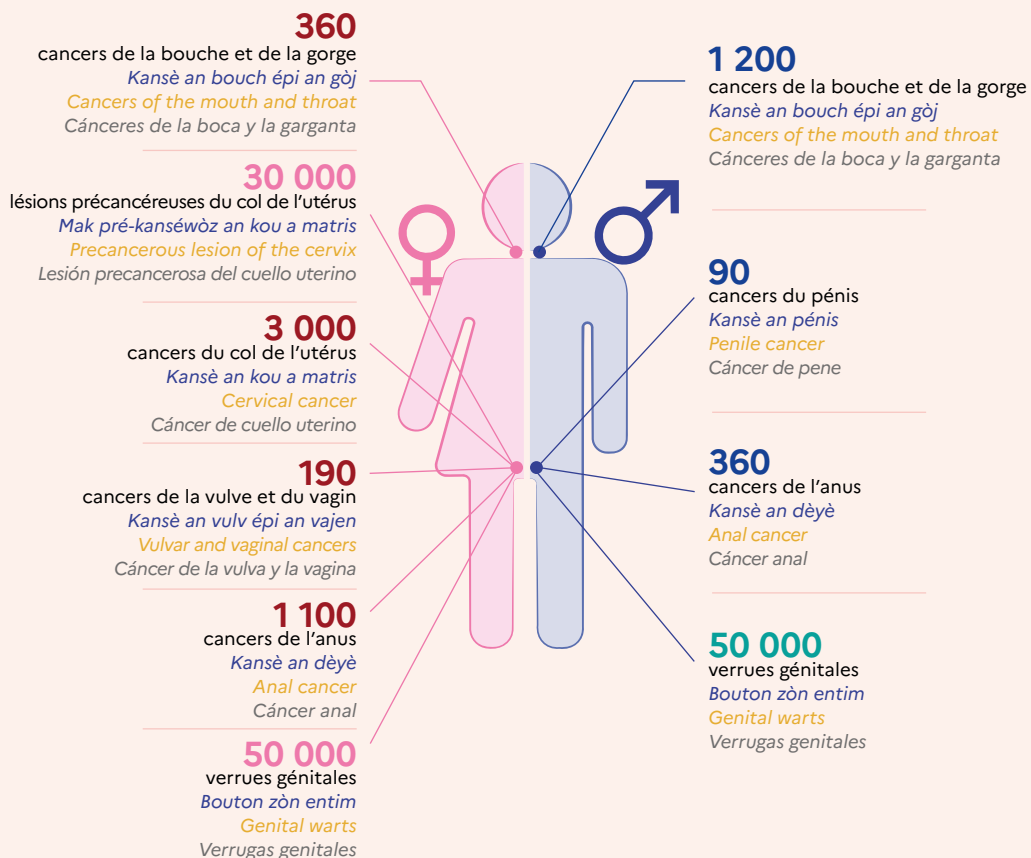 360
cancers de la bouche et de la gorge
Kansè an bouch épi an gòj
Cancers of the mouth and throat
Cánceres de la boca y la garganta
30 000
lésions précancéreuses du col de l'utérus
Mak pré-kanséwòz an kou a matris
Precancerous lesion of the cervix
Lesión precancerosa del cuello uterino
3 000
cancers du col de l'utérus
Kansè an kou a matris
Cervical cancer
Cáncer de cuello uterino
190
cancers de la vulve et du vagin
Kansè an vulv épi an vajen
Vulvar and vaginal cancers
Cáncer de la vulva y la vagina
1 100
cancers de l'anus
Kansè an dèyè
Anal cancer
Cáncer anal
50 000
verrues génitales
Bouton zòn entim
Genital warts
Verrugas genitales
1 200
cancers de la bouche et de la gorge
Kansè an bouch épi an gòj
Cancers of the mouth and throat
Cánceres de la boca y la garganta
90
cancers du pénis
Kansè an pénis
Penile cancer
Cáncer de pene
360
cancers de l'anus
Kansè an dèyè
Anal cancer
Cáncer anal
50 000
verrues génitales
Bouton zòn entim
Genital warts
Verrugas genitales